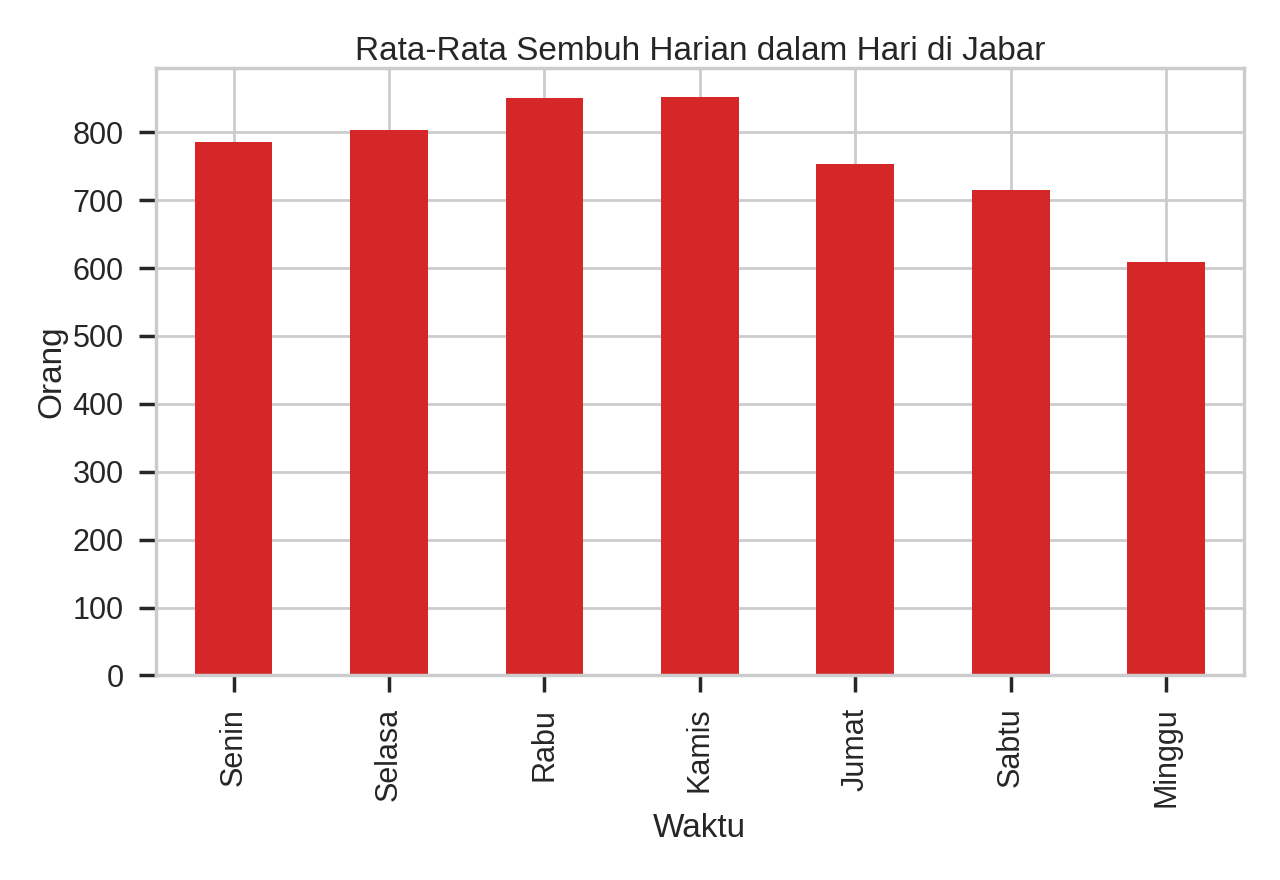 Rata-Rata Sembuh Harian dalam Hari di Jabar
Orang
800
700
600
500
400
300
200
100
0
Senin
Selasa
Rabu
Kamis
Jumat
Sabtu
Minggu
Waktu